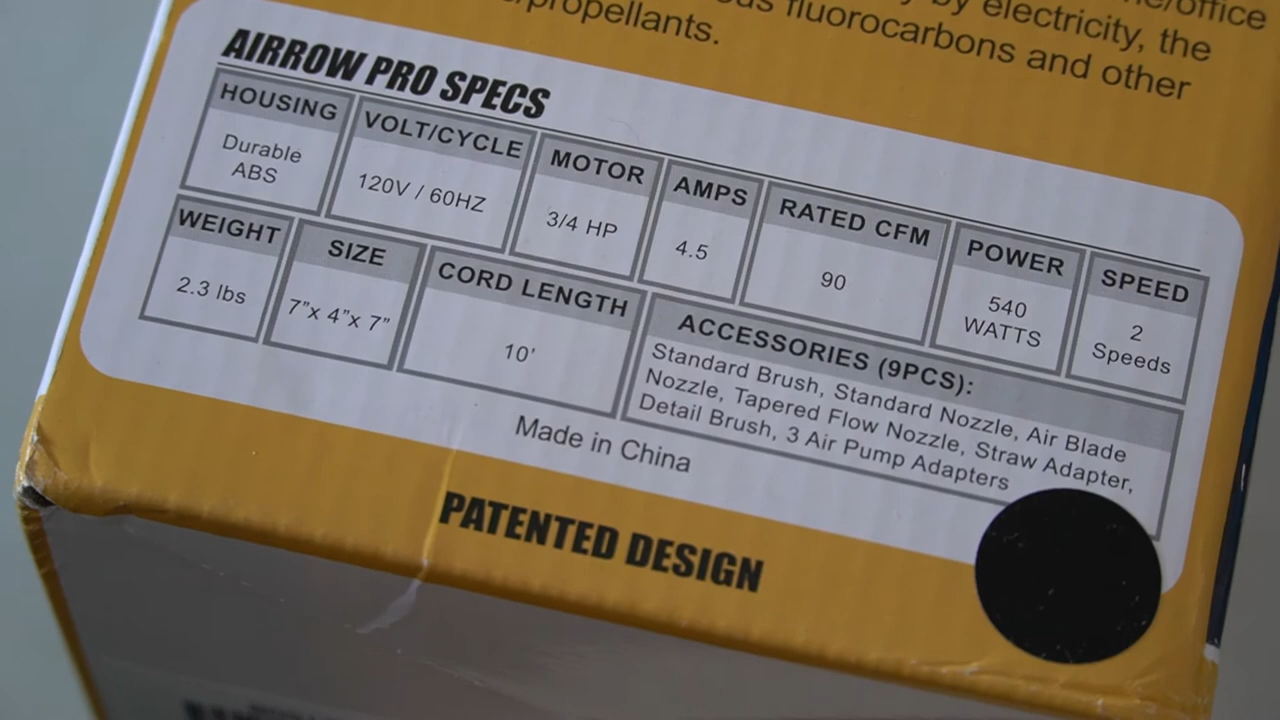 fluorocarbons and other
by electricity, the
propellants.
AIRROW PRO SPECS
HOUSING
Durable
ABS
VOLT/CYCLE
120V / 60HZ
MOTOR
3/4 HP
AMPS
4.5
RATED CFM
90
POWER
540
WATTS
SPEED
2
Speeds
WEIGHT
2.3 lbs
SIZE
7”x 4”x 7”
CORD LENGTH
10’
ACCESSORIES (9PCS):
Standard Brush, Standard Nozzle, Air Blade
Nozzle, Tapered Flow Nozzle, Straw Adapter,
Detail Brush, 3 Air Pump Adapters
Made in China
PATENTED DESIGN